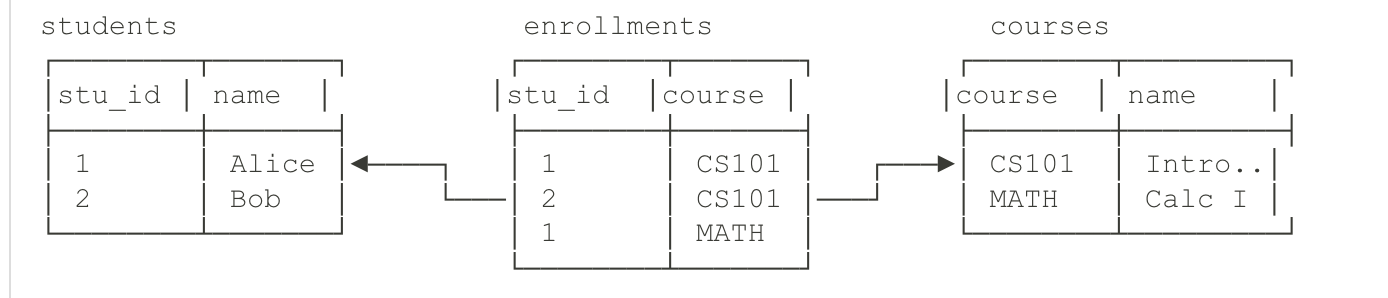 students enrollments courses
stu_id name stu_id course course name
1 Alice 1 CS101 CS101 Intro..
2 Bob 2 CS101 MATH Calc I
1 MATH